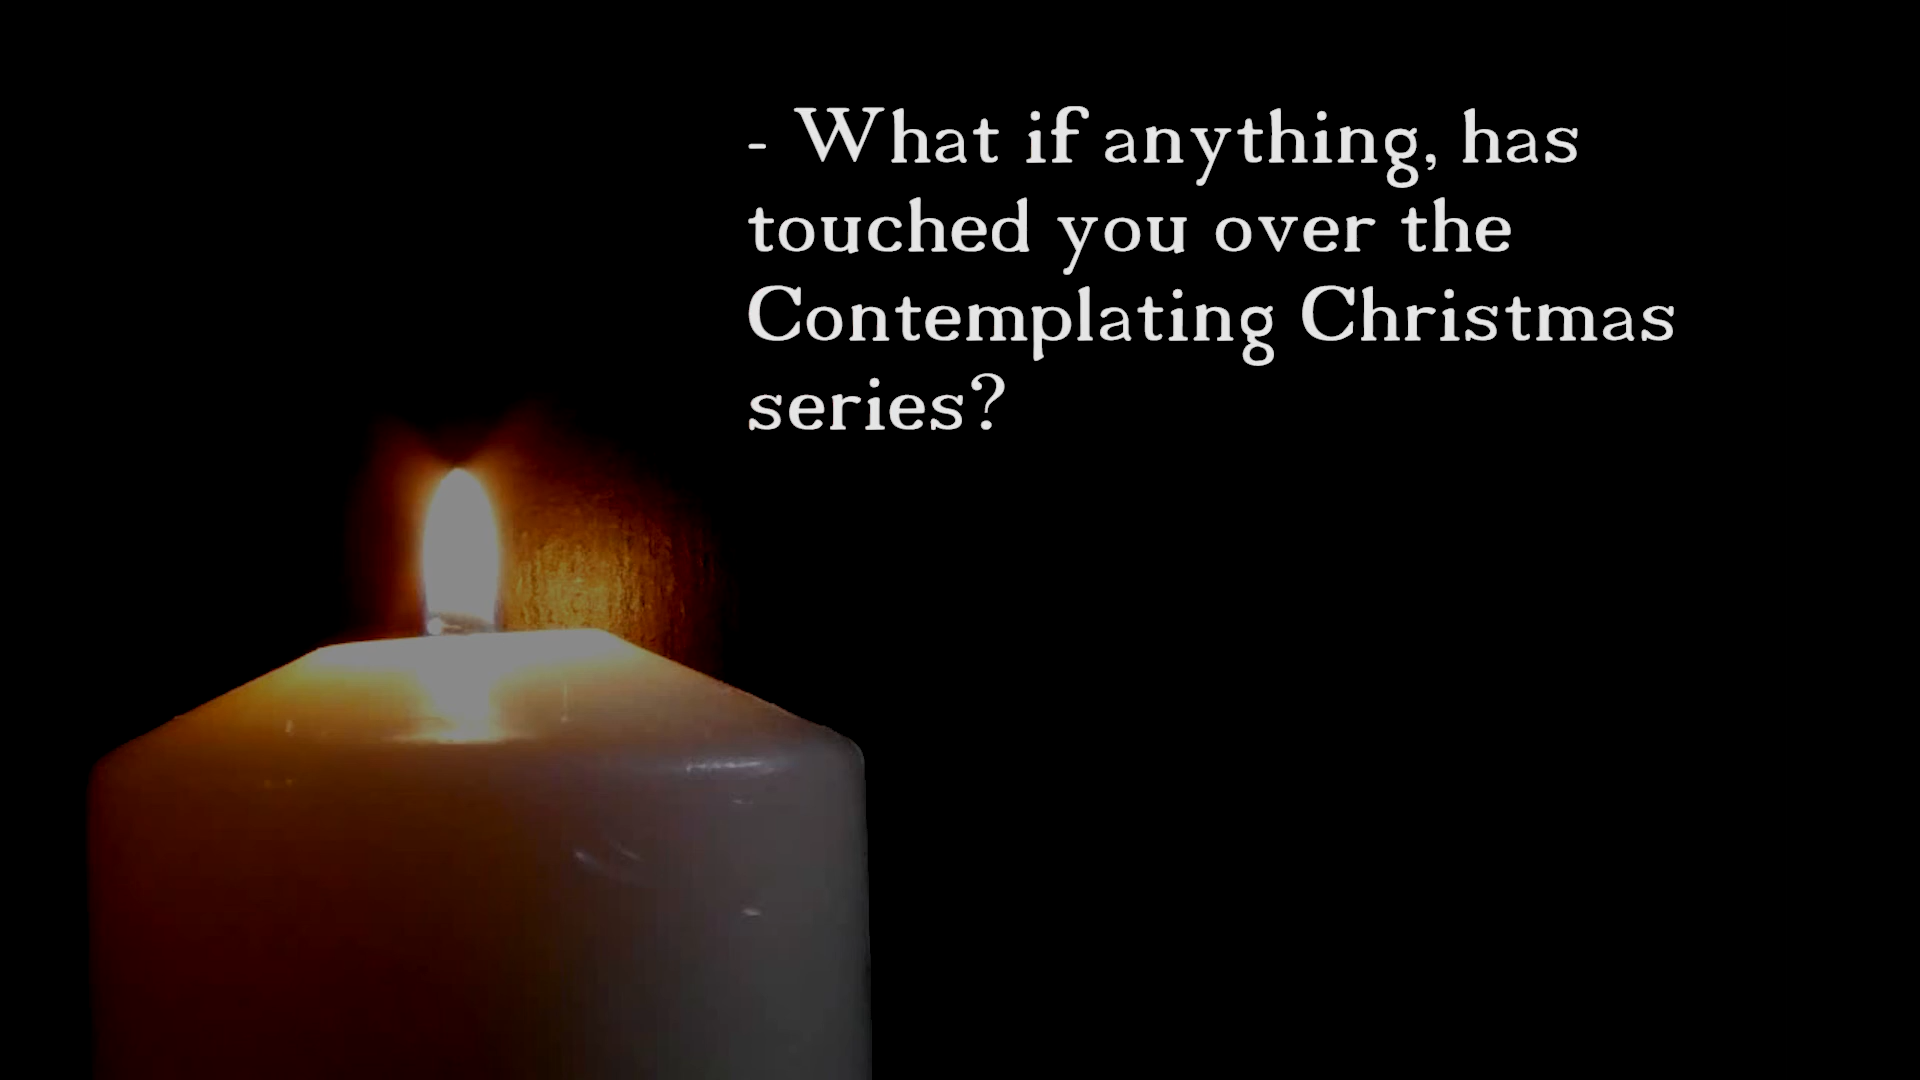 - What if anything, has
touched you over the
Contemplating Christmas
series?